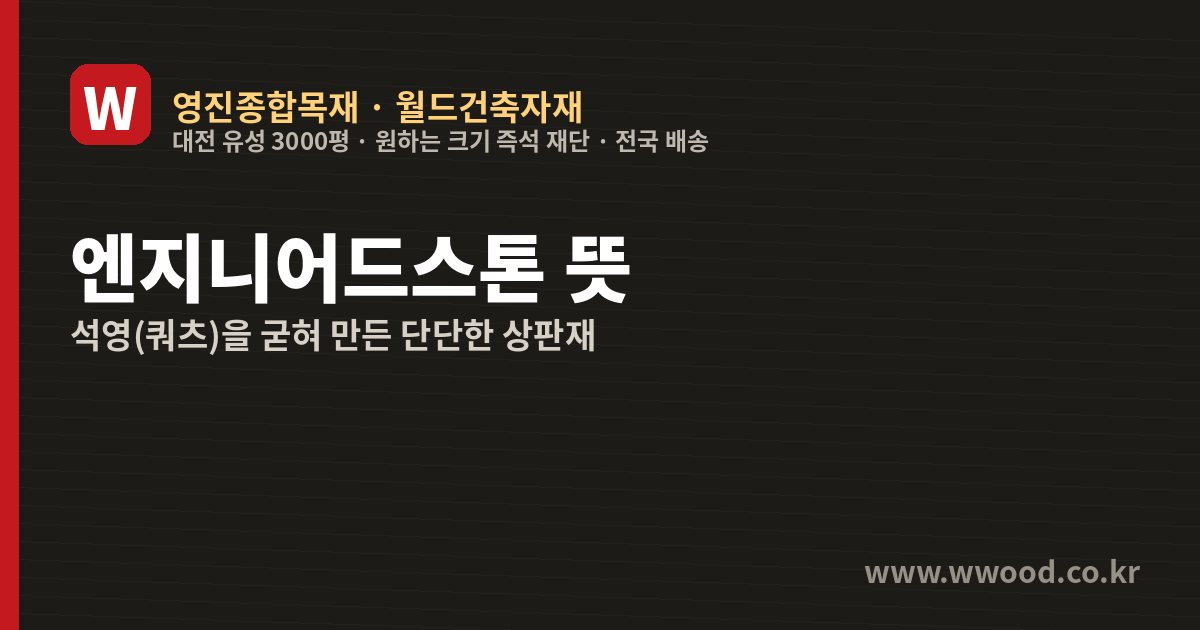 W
영진종합목재 · 월드건축자재
대전 유성 3000평 · 원하는 크기 즉석 재단 · 전국 배송
엔지니어드스톤 뜻
석영(쿼츠)을 굳혀 만든 단단한 상판재
www.wwood.co.kr